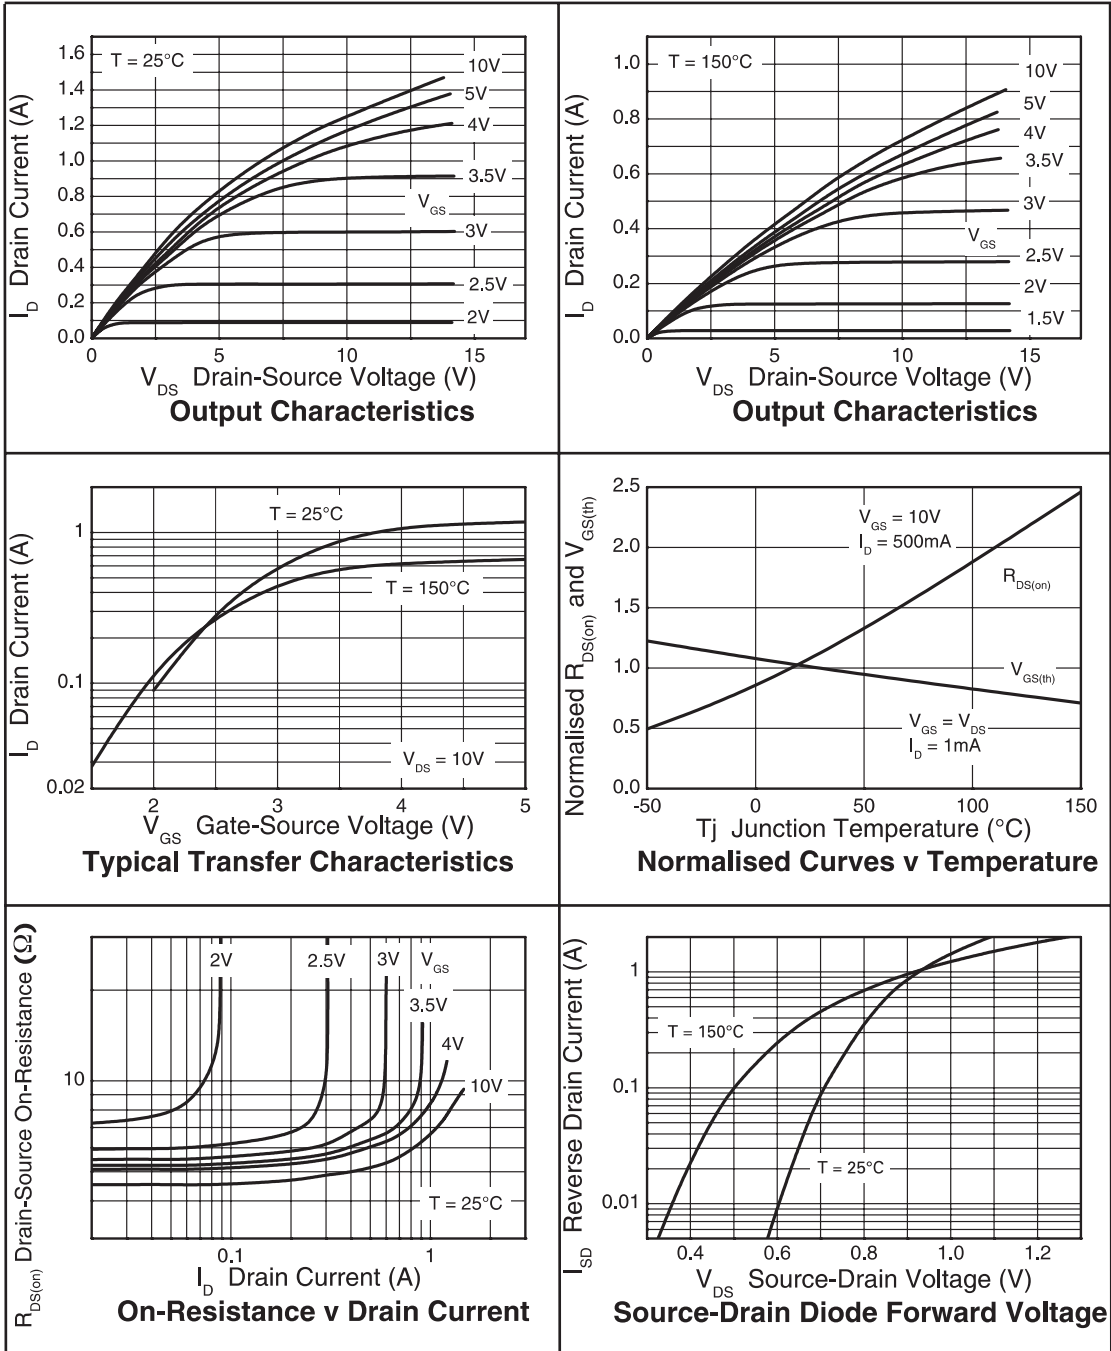 1.6
1.4
1.2
1.0
0.8
0.6
0.4
0.2
0.0
T = 25°C
10V
5V
4V
3.5V
VGS
3V
2.5V
2V
0 5 10 15
ID Drain Current (A)
VDS Drain-Source Voltage (V)
Output Characteristics
1.0
0.8
0.6
0.4
0.2
0.0
T = 150°C
10V
5V
4V
3.5V
3V
VGS
2.5V
2V
1.5V
0 5 10 15
ID Drain Current (A)
VDS Drain-Source Voltage (V)
Output Characteristics
1
0.1
0.02
T = 25°C
T = 150°C
VDS = 10V
2 3 4 5
ID Drain Current (A)
VGS Gate-Source Voltage (V)
Typical Transfer Characteristics
2.5
2.0
1.5
1.0
0.5
0.0
VGS = 10V
ID = 500mA
RDS(on)
VGS(th)
VGS = VDS
ID = 1mA
-50 0 50 100 150
Normalised RDS(on) and VGS(th)
Tj Junction Temperature (°C)
Normalised Curves v Temperature
2V 2.5V 3V VGS
3.5V
4V
10V
10
T = 25°C
0.1 1
RDS(on) Drain-Source On-Resistance (Ω)
ID Drain Current (A)
On-Resistance v Drain Current
1
0.1
0.01
T = 150°C
T = 25°C
0.4 0.6 0.8 1.0 1.2
ISD Reverse Drain Current (A)
VDS Source-Drain Voltage (V)
Source-Drain Diode Forward Voltage